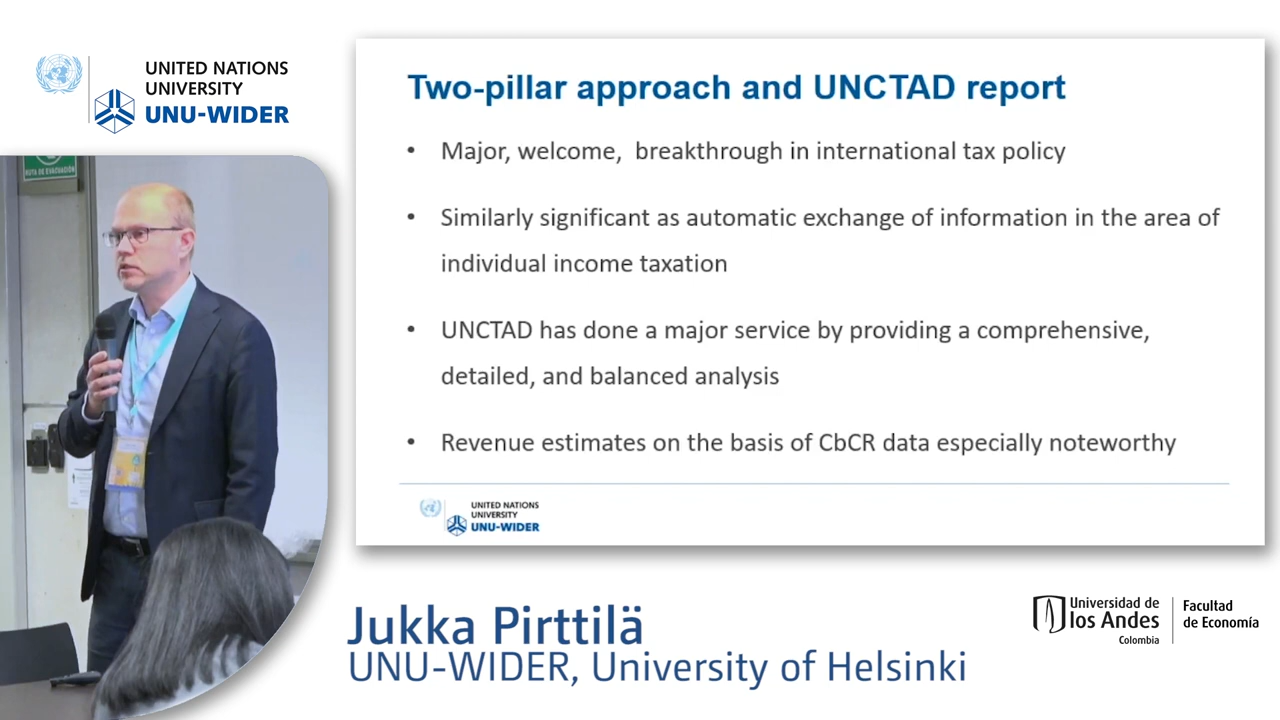 UNITED NATIONS
UNIVERSITY
UNU-WIDER
RUTA DE EVACUACIÓN
Two-pillar approach and UNCTAD report
• Major, welcome,  breakthrough in international tax policy
• Similarly significant as automatic exchange of information in the area of
individual income taxation
• UNCTAD has done a major service by providing a comprehensive,
detailed, and balanced analysis
• Revenue estimates on the basis of CbCR data especially noteworthy
UNITED NATIONS
UNIVERSITY
UNU-WIDER
Jukka Pirttilä
UNU-WIDER, University of Helsinki
Universidad de
los Andes
Colombia
Facultad
de Economía